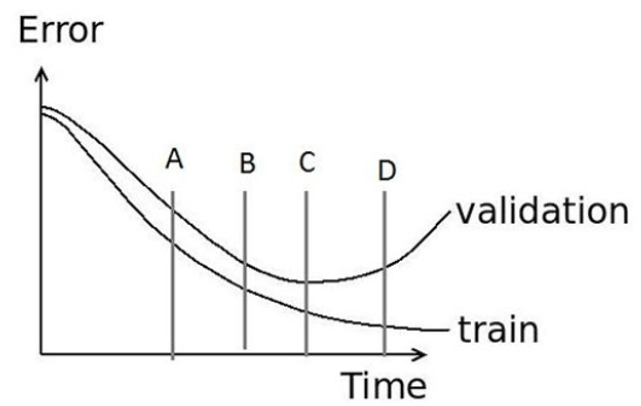 Error
A
B
C
D
validation
train
Time